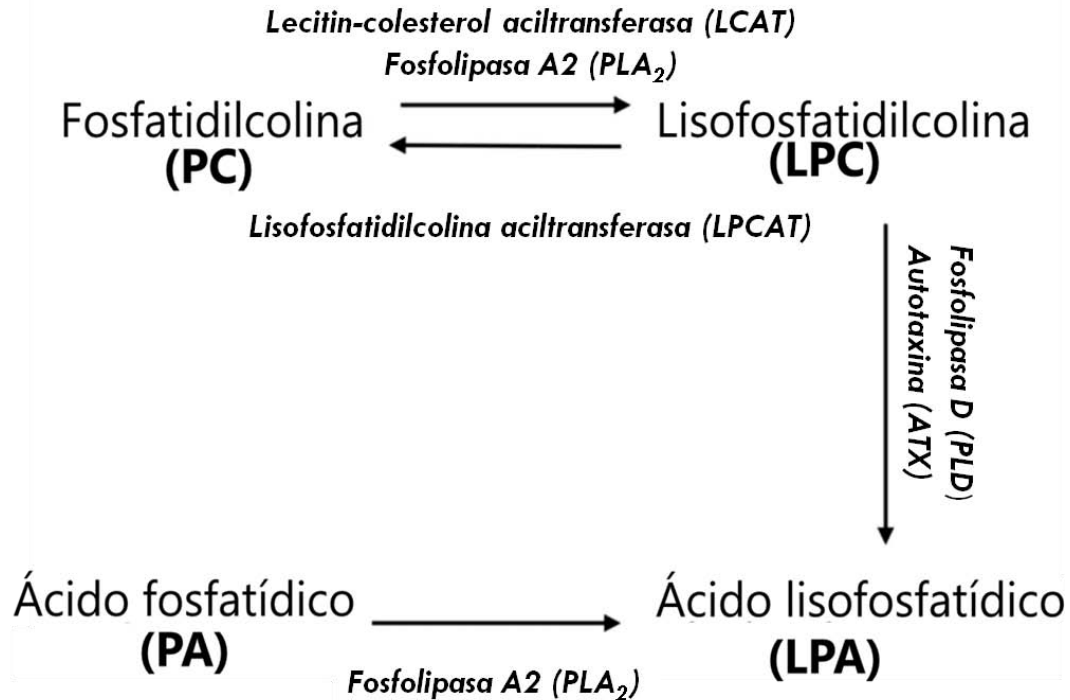 Lecitin-colesterol aciltransferasa (LCAT)
Fosfolipasa A2 (PLA₂)
Fosfatidilcolina
(PC)
Lisofosfatidilcolina
(LPC)
Lisofosfatidilcolina aciltransferasa (LPCAT)
Fosfolipasa D (PLD)
Autotaxina (ATX)
Ácido fosfatídico
(PA)
Ácido lisofosfatídico
(LPA)
Fosfolipasa A2 (PLA₂)